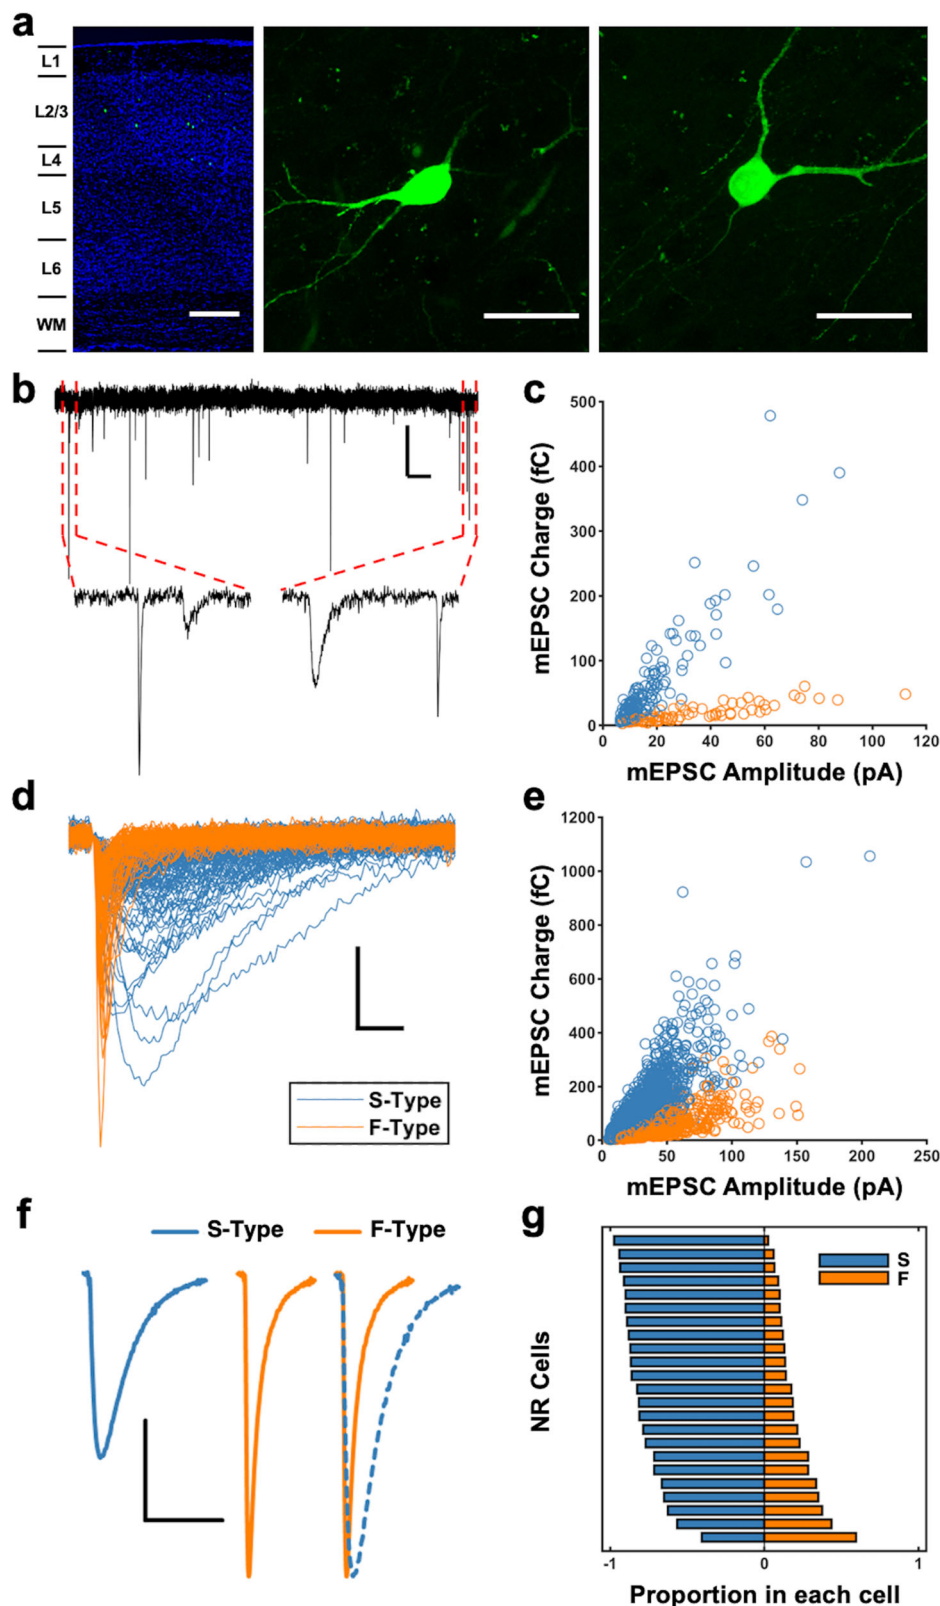 a
L1
L2/3
L4
L5
L6
WM
b
c
500
400
300
200
100
0
0 20 40 60 80 100 120
mEPSC Charge (fC)
mEPSC Amplitude (pA)
d
S-Type
F-Type
e
1200
1000
800
600
400
200
0
0 50 100 150 200 250
mEPSC Charge (fC)
mEPSC Amplitude (pA)
f
S-Type F-Type
g
S
F
NR Cells
-1 0 1
Proportion in each cell